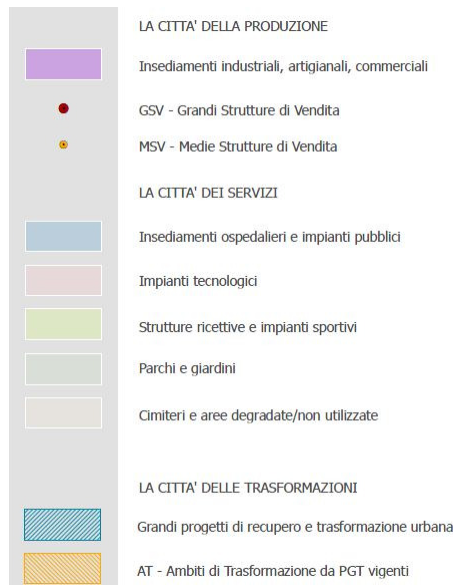 LA CITTA' DELLA PRODUZIONE
Insediamenti industriali, artigianali, commerciali
GSV - Grandi Strutture di Vendita
MSV - Medie Strutture di Vendita
LA CITTA' DEI SERVIZI
Insediamenti ospedalieri e impianti pubblici
Impianti tecnologici
Strutture ricettive e impianti sportivi
Parchi e giardini
Cimiteri e aree degradate/non utilizzate
LA CITTA' DELLE TRASFORMAZIONI
Grandi progetti di recupero e trasformazione urbana
AT - Ambiti di Trasformazione da PGT vigenti